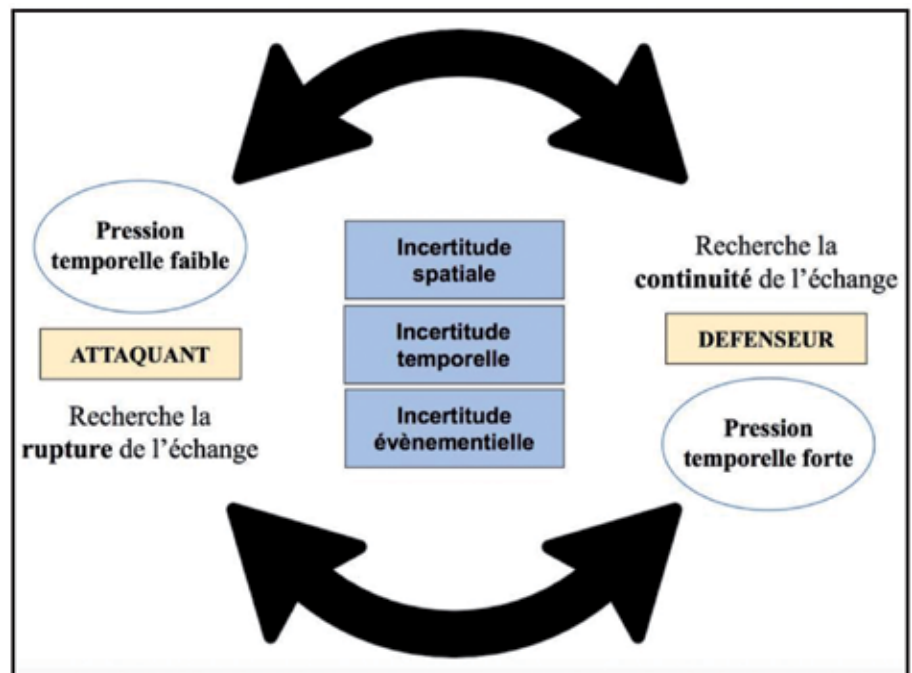 Pression
temporelle faible
ATTAQUANT
Recherche la
rupture de l'échange
Incertitude
spatiale
Incertitude
temporelle
Incertitude
évènementielle
Recherche la
continuité de l'échange
DEFENSEUR
Pression
temporelle forte